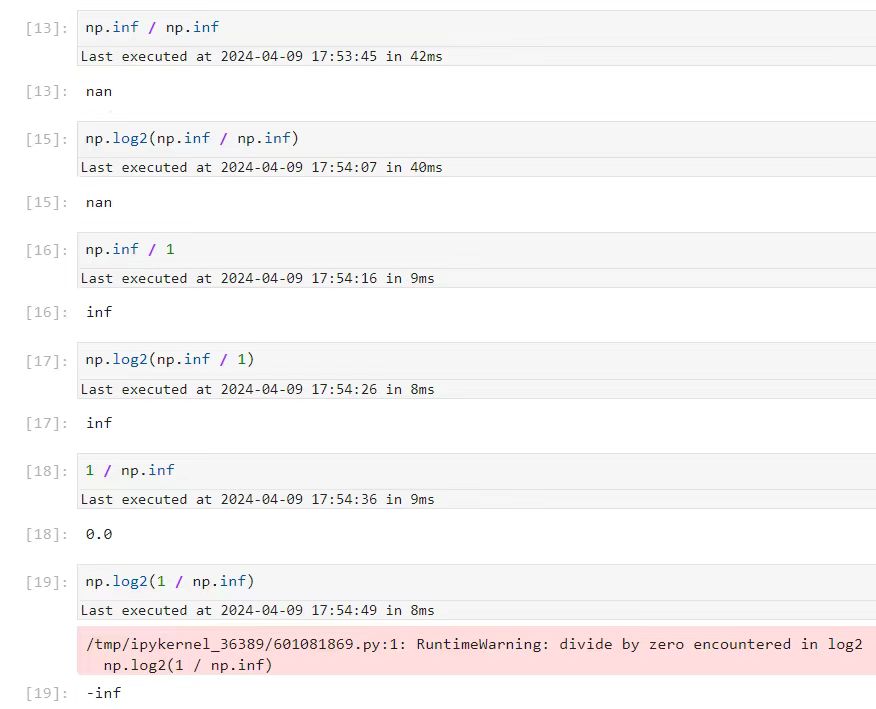 [13]: np.inf / np.inf
Last executed at 2024-04-09 17:53:45 in 42ms
[13]: nan
[15]: np.log2(np.inf / np.inf)
Last executed at 2024-04-09 17:54:07 in 40ms
[15]: nan
[16]: np.inf / 1
Last executed at 2024-04-09 17:54:16 in 9ms
[16]: inf
[17]: np.log2(np.inf / 1)
Last executed at 2024-04-09 17:54:26 in 8ms
[17]: inf
[18]: 1 / np.inf
Last executed at 2024-04-09 17:54:36 in 9ms
[18]: 0.0
[19]: np.log2(1 / np.inf)
Last executed at 2024-04-09 17:54:49 in 8ms
/tmp/ipykernel_36389/601081869.py:1: RuntimeWarning: divide by zero encountered in log2
np.log2(1 / np.inf)
[19]: -inf